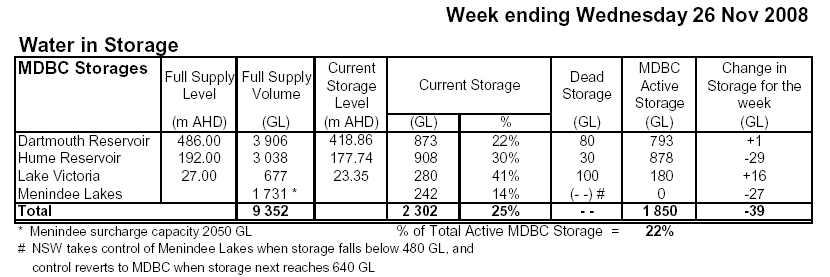 Week ending Wednesday 26 Nov 2008
Water in Storage
MDBC Storages Full Supply Level Full Supply Volume Current Storage Level Current Storage Dead Storage MDBC Active Storage Change in Storage for the week
(m AHD) (GL) (m AHD) (GL) % (GL) (GL) (GL)
Dartmouth Reservoir 486.00 3 906 418.86 873 22% 80 793 +1
Hume Reservoir 192.00 3 038 177.74 908 30% 30 878 -29
Lake Victoria 27.00 677 23.35 280 41% 100 180 +16
Menindee Lakes 1 731 * 242 14% (- -) # 0 -27
Total 9 352 2 302 25% - - 1 850 -39
* Menindee surcharge capacity 2050 GL % of Total Active MDBC Storage = 22%
# NSW takes control of Menindee Lakes when storage falls below 480 GL, and
control reverts to MDBC when storage next reaches 640 GL